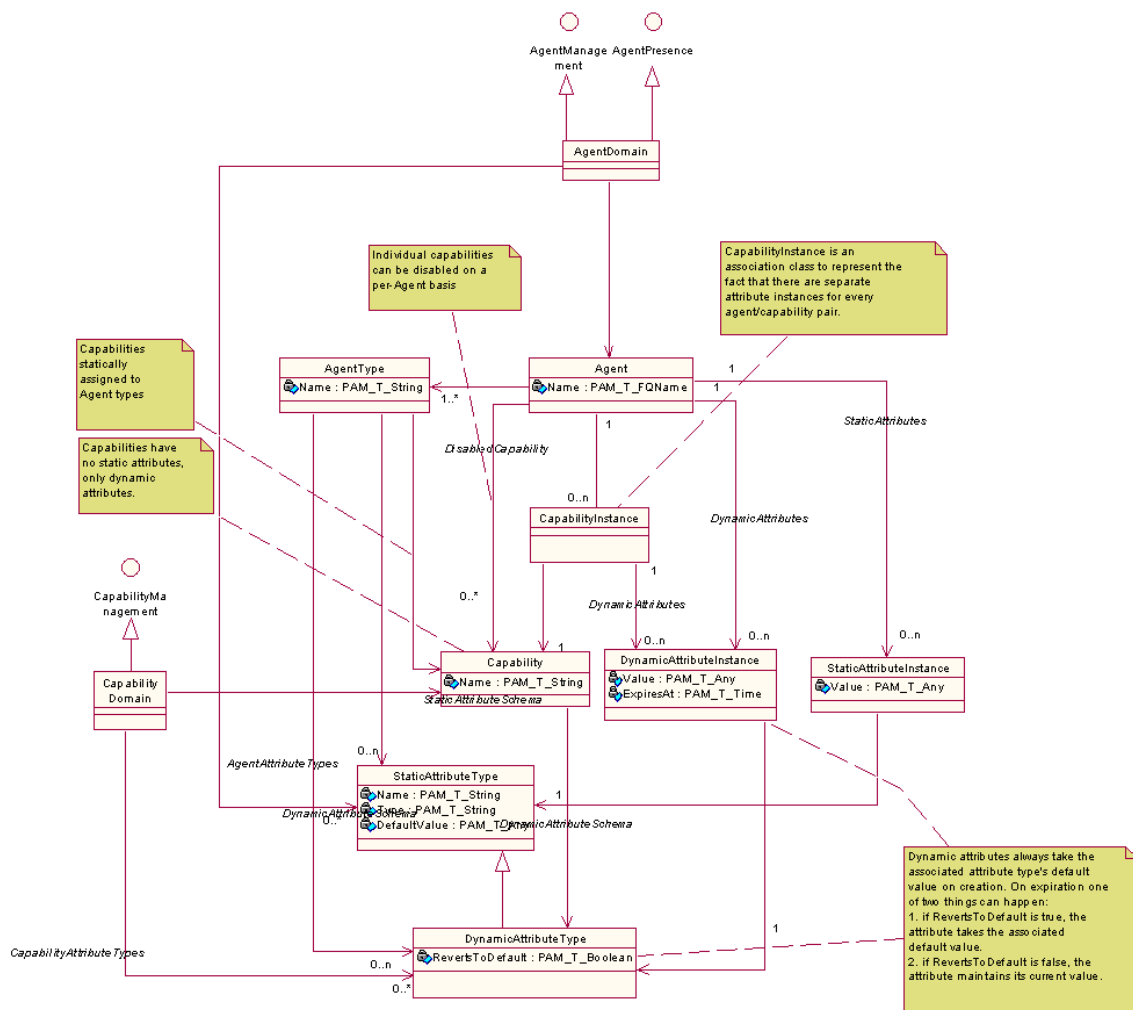 AgentManage
ment
AgentPresence
AgentDomain
Individual capabilities
can be disabled on a
per-Agent basis
CapabilityInstance is an
association class to represent the
fact that there are separate
attribute instances for every
agent/capability pair.
Capabilities
statically
assigned to
Agent types
Capabilities have
no static attributes,
only dynamic
attributes.
AgentType
Name : PAM_T_String
1..*
Agent
Name : PAM_T_FQName
1
1
1
StaticAttributes
DisabledCapability
0..n
CapabilityInstance
DynamicAttributes
1
CapabilityMa
nagement
0..*
DynamicAttributes
1
0..n
0..n
0..n
Capability
Domain
Capability
Name : PAM_T_String
DynamicAttributeInstance
Value : PAM_T_Any
ExpiresAt : PAM_T_Time
StaticAttributeInstance
Value : PAM_T_Any
StaticAttributeSchema
0..n
AgentAttributeTypes
StaticAttributeType
Name : PAM_T_String
Type : PAM_T_String
DefaultValue : PAM_T_Any
1
DynamicAttributeSchema
0..*
DynamicAttributeSchema
Dynamic attributes always take the
associated attribute type's default
value on creation. On expiration one
of two things can happen:
1. if RevertsToDefault is true, the
attribute takes the associated
default value.
2. if RevertsToDefault is false, the
attribute maintains its current value.
1
DynamicAttributeType
RevertsToDefault : PAM_T_Boolean
CapabilityAttributeTypes
0..n
0..*